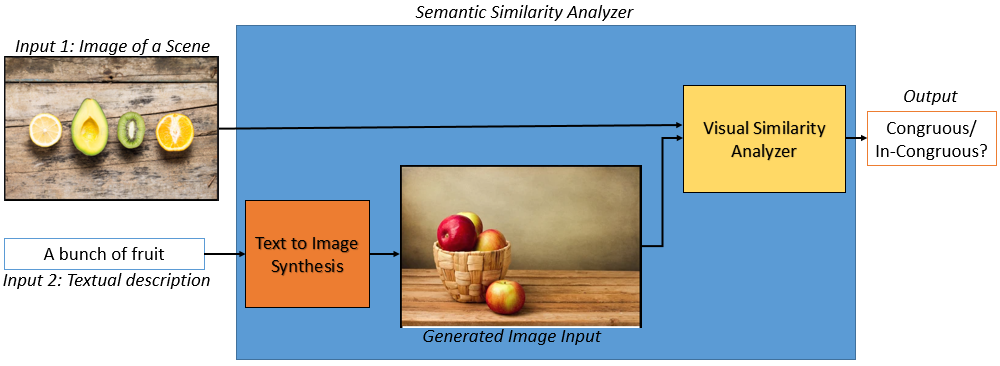 Semantic Similarity Analyzer
Input 1: Image of a Scene
Visual Similarity
Analyzer
Output
Congruous/
In-Congruous?
A bunch of fruit
Input 2: Textual description
Text to Image
Synthesis
Generated Image Input